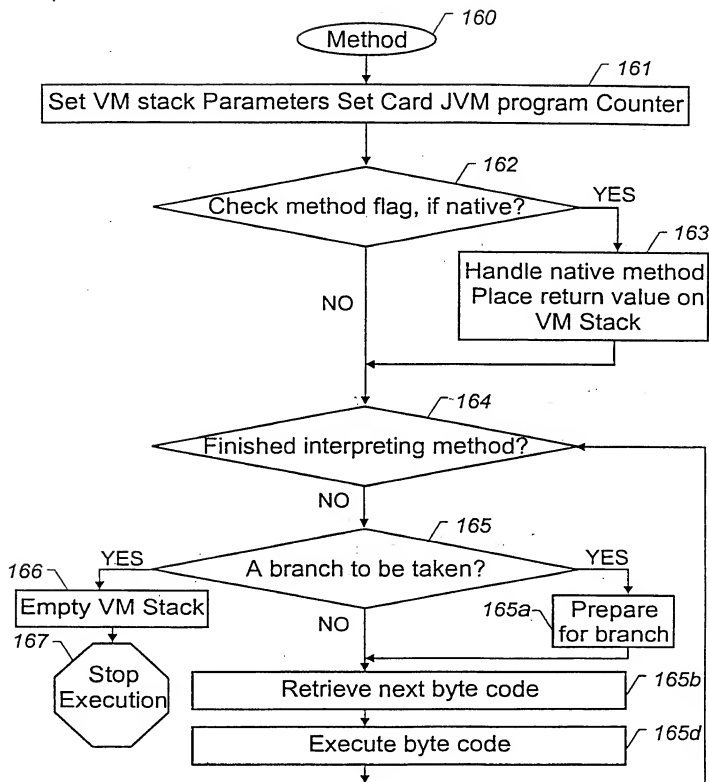 Method
160
161
Set VM stack Parameters Set Card JVM program Counter
162
Check method flag, if native?
YES
163
Handle native method
Place return value on
VM Stack
NO
164
Finished interpreting method?
NO
165
YES
A branch to be taken?
YES
166
Empty VM Stack
165a
Prepare
for branch
NO
167
Stop
Execution
Retrieve next byte code
165b
Execute byte code
165d